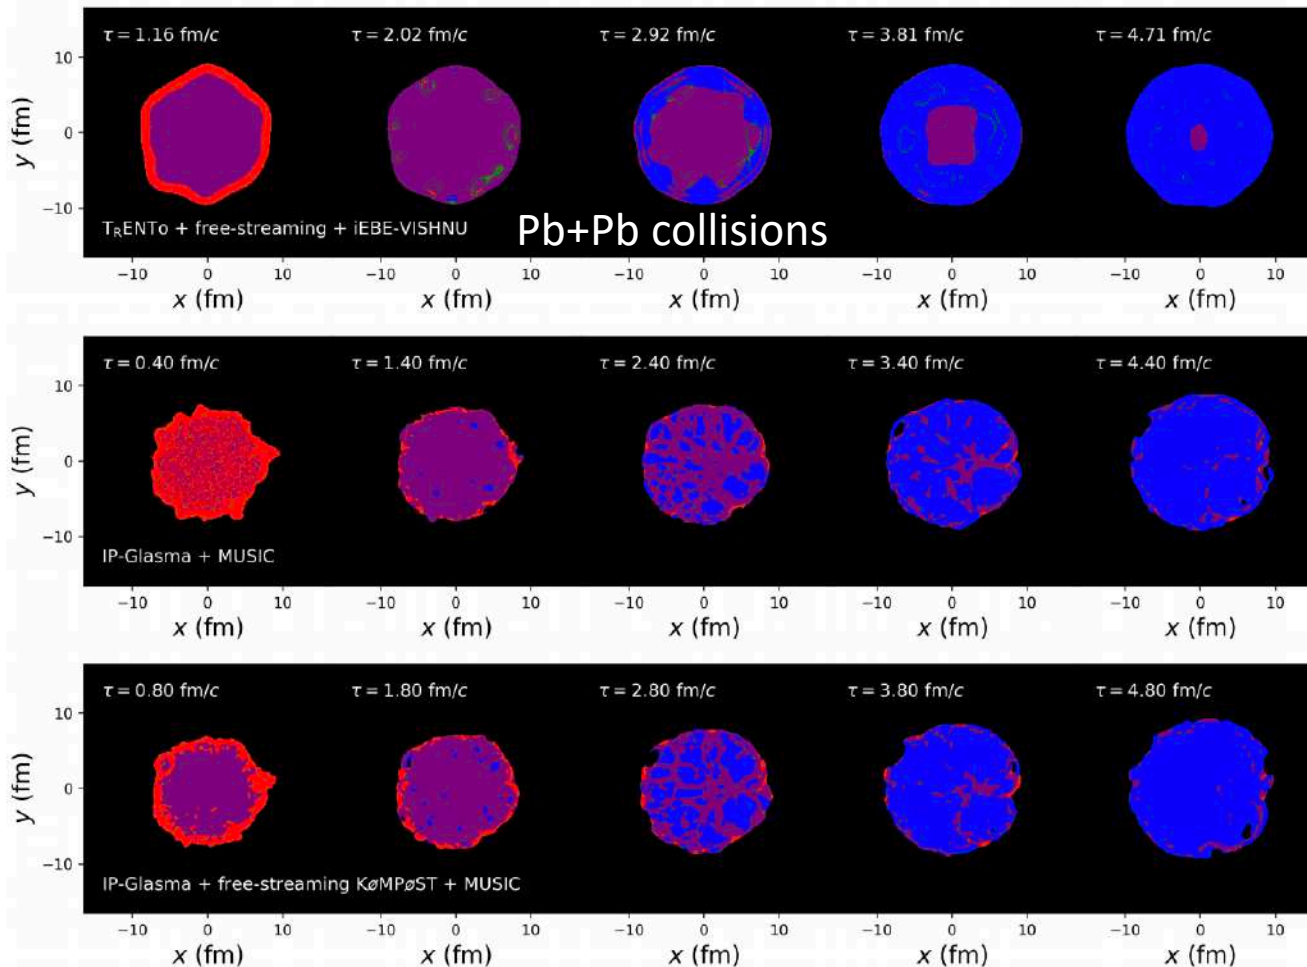 τ = 1.16 fm/c τ = 2.02 fm/c τ = 2.92 fm/c τ = 3.81 fm/c τ = 4.71 fm/c
10
0
y (fm)
−10
TRENTo + free-streaming + iEBE-VISHNU
Pb+Pb collisions
−10 0 10 −10 0 10 −10 0 10 −10 0 10 −10 0 10
x (fm) x (fm) x (fm) x (fm) x (fm)
τ = 0.40 fm/c τ = 1.40 fm/c τ = 2.40 fm/c τ = 3.40 fm/c τ = 4.40 fm/c
10
0
y (fm)
−10
IP-Glasma + MUSIC
−10 0 10 −10 0 10 −10 0 10 −10 0 10 −10 0 10
x (fm) x (fm) x (fm) x (fm) x (fm)
τ = 0.80 fm/c τ = 1.80 fm/c τ = 2.80 fm/c τ = 3.80 fm/c τ = 4.80 fm/c
10
0
y (fm)
−10
IP-Glasma + free-streaming KøMPøST + MUSIC
−10 0 10 −10 0 10 −10 0 10 −10 0 10 −10 0 10
x (fm) x (fm) x (fm) x (fm) x (fm)